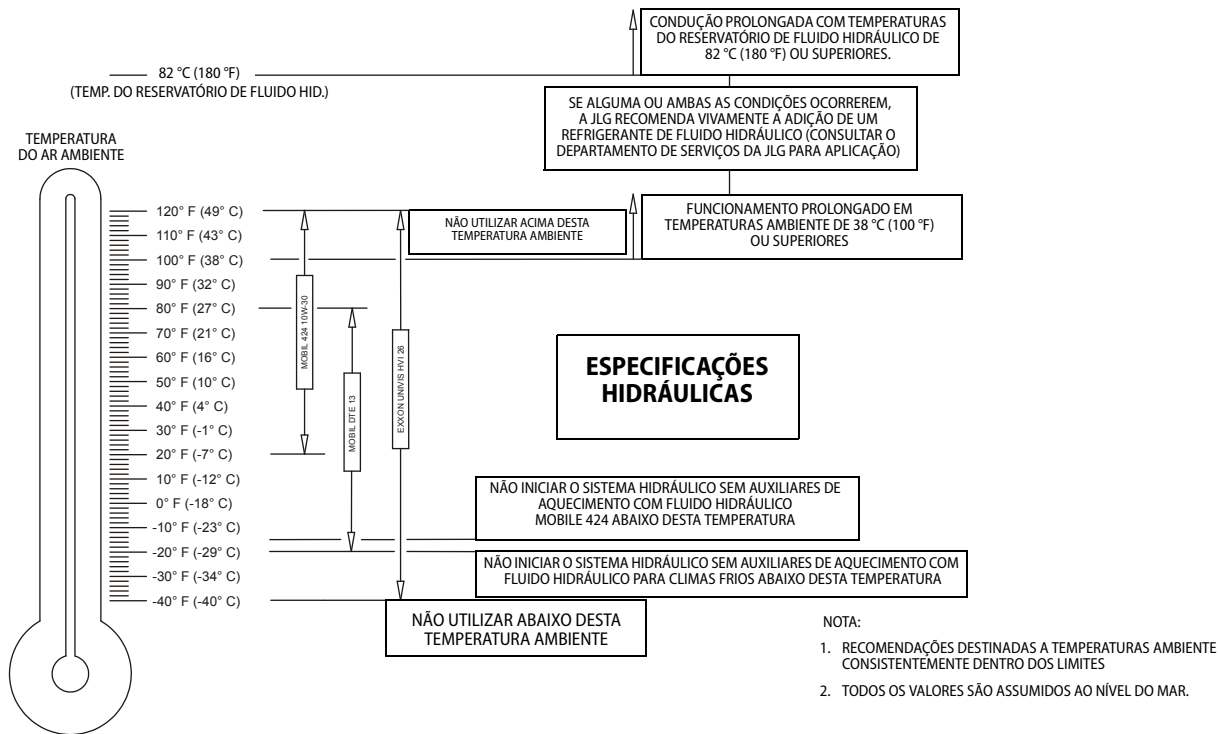 CONDUÇÃO PROLONGADA COM TEMPERATURAS
DO RESERVATÓRIO DE FLUIDO HIDRÁULICO DE
82 °C (180 °F) OU SUPERIORES.
82 °C (180 °F)
(TEMP. DO RESERVATÓRIO DE FLUIDO HID.)
SE ALGUMA OU AMBAS AS CONDIÇÕES OCORREREM,
A JLG RECOMENDA VIVAMENTE A ADIÇÃO DE UM
REFRIGERANTE DE FLUIDO HIDRÁULICO (CONSULTAR O
DEPARTAMENTO DE SERVIÇOS DA JLG PARA APLICAÇÃO)
TEMPERATURA
DO AR AMBIENTE
FUNCIONAMENTO PROLONGADO EM
TEMPERATURAS AMBIENTE DE 38 °C (100 °F)
OU SUPERIORES
NÃO UTILIZAR ACIMA DESTA
TEMPERATURA AMBIENTE
120° F (49° C)
110° F (43° C)
100° F (38° C)
90° F (32° C)
80° F (27° C)
70° F (21° C)
60° F (16° C)
50° F (10° C)
40° F (4° C)
30° F (-1° C)
20° F (-7° C)
10° F (-12° C)
0° F (-18° C)
-10° F (-23° C)
-20° F (-29° C)
-30° F (-34° C)
-40° F (-40° C)
MOBIL 424 10W-30
MOBIL DTE 13
EXXON UNIVIS HVI 26
ESPECIFICAÇÕES
HIDRÁULICAS
NÃO INICIAR O SISTEMA HIDRÁULICO SEM AUXILIARES DE
AQUECIMENTO COM FLUIDO HIDRÁULICO
MOBILE 424 ABAIXO DESTA TEMPERATURA
NÃO INICIAR O SISTEMA HIDRÁULICO SEM AUXILIARES DE AQUECIMENTO COM
FLUIDO HIDRÁULICO PARA CLIMAS FRIOS ABAIXO DESTA TEMPERATURA
NÃO UTILIZAR ABAIXO DESTA
TEMPERATURA AMBIENTE
NOTA:
1. RECOMENDAÇÕES DESTINADAS A TEMPERATURAS AMBIENTE
CONSISTENTEMENTE DENTRO DOS LIMITES
2. TODOS OS VALORES SÃO ASSUMIDOS AO NÍVEL DO MAR.